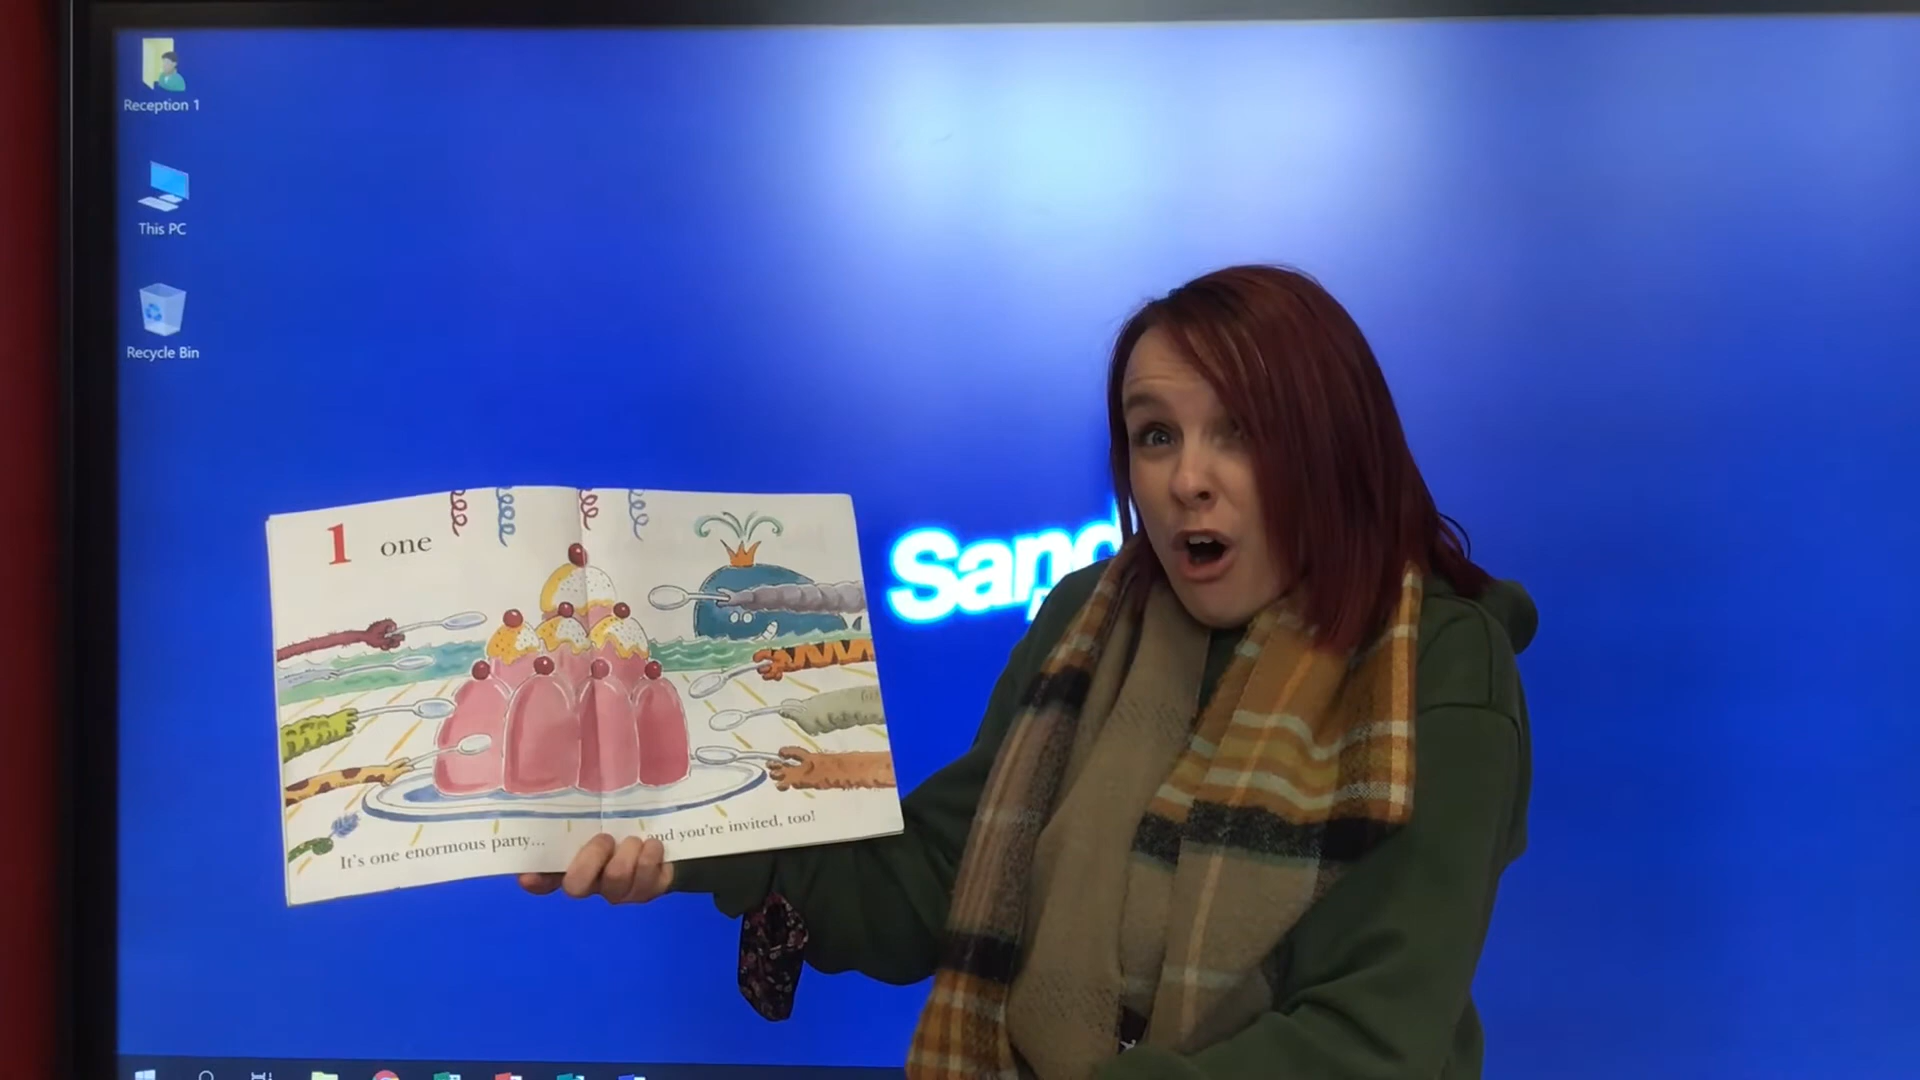 Reception 1
This PC
Recycle Bin
1 one
It's one enormous party... and you're invited, too!